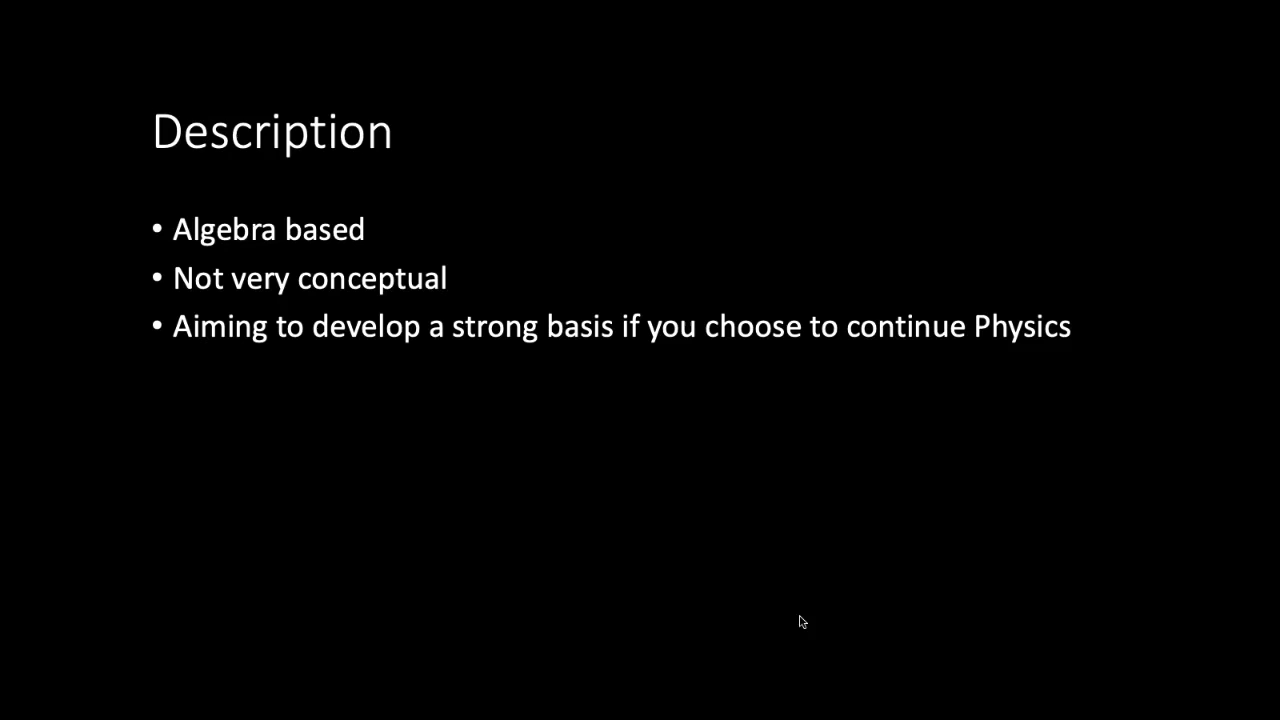 Description
• Algebra based
• Not very conceptual
• Aiming to develop a strong basis if you choose to continue Physics